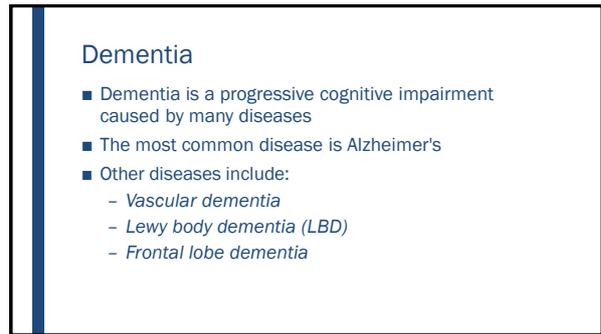 Dementia
■ Dementia is a progressive cognitive impairment
caused by many diseases
■ The most common disease is Alzheimer's
■ Other diseases include:
– Vascular dementia
– Lewy body dementia (LBD)
– Frontal lobe dementia